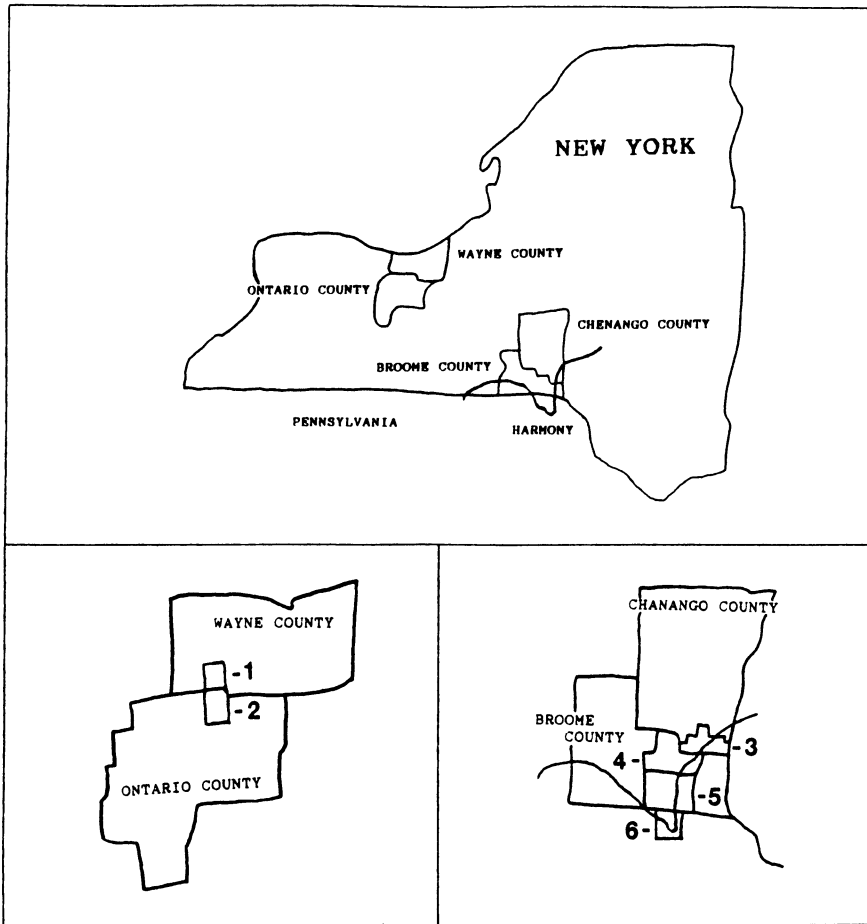 NEW YORK
WAYNE COUNTY
ONTARIO COUNTY
CHENANGO COUNTY
BROOME COUNTY
PENNSYLVANIA
HARMONY
WAYNE COUNTY
-1
-2
ONTARIO COUNTY
CHANANGO COUNTY
BROOME
COUNTY
-3
4-
-5
6-